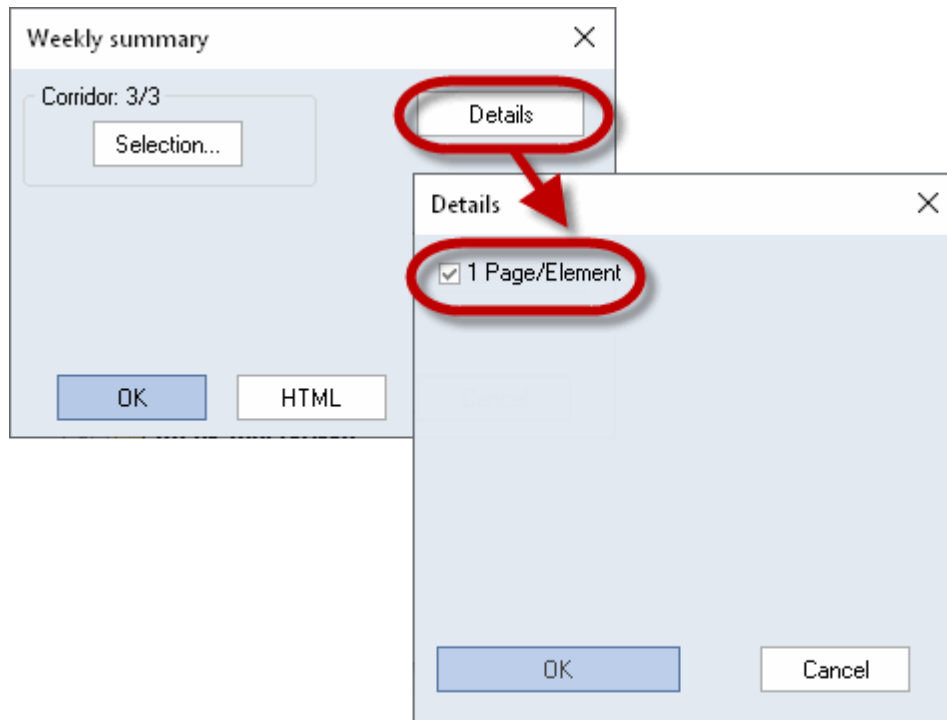 Weekly summary
Corridor: 3/3
Details
Selection...
Details
1 Page/Element
OK
HTML
OK
Cancel